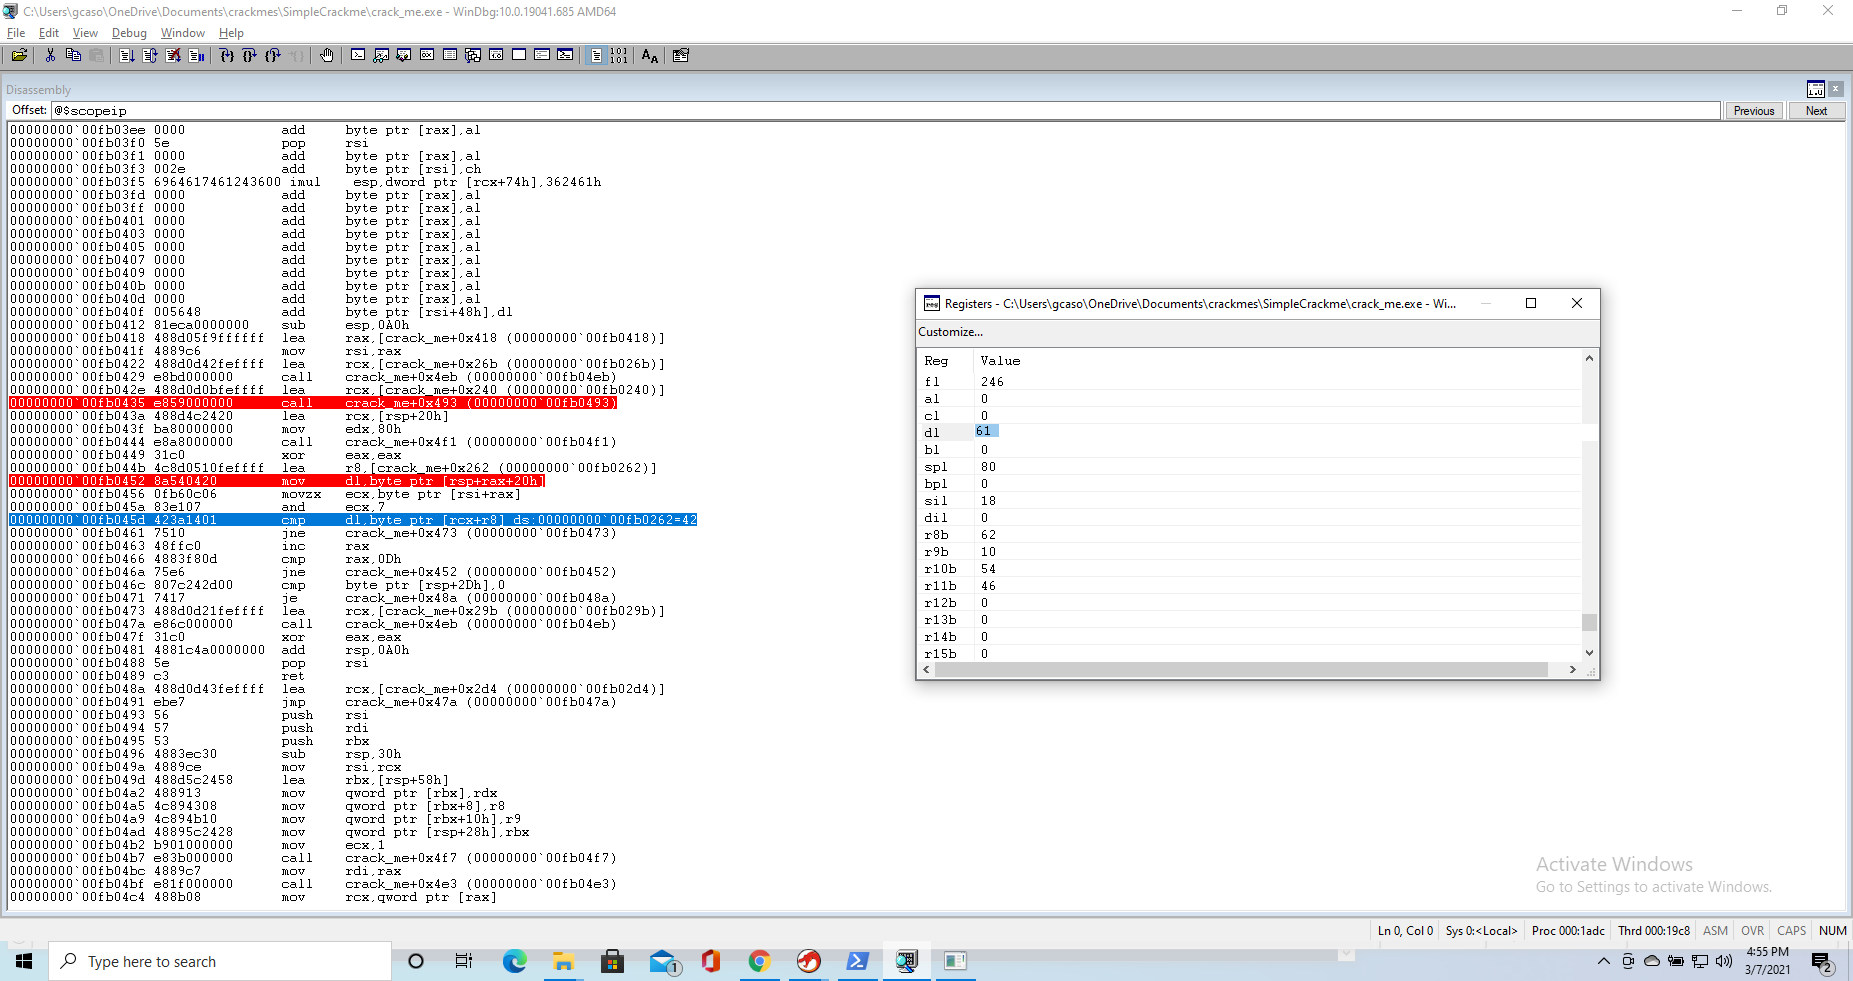 C:\Users\gcaso\OneDrive\Documents\crackmes\SimpleCrackme\crack_me.exe - WinDbg:10.0.19041.685 AMD64
File Edit View Debug Window Help
Disassembly
Offset: @$scopeip Previous Next
00000000`00fb03ee 0000 add byte ptr [rax],al
00000000`00fb03f0 5e pop rsi
00000000`00fb03f1 0000 add byte ptr [rax],al
00000000`00fb03f3 002e add byte ptr [rsi],ch
00000000`00fb03f5 6964617461243600 imul esp,dword ptr [rcx+74h],362461h
00000000`00fb03fd 0000 add byte ptr [rax],al
00000000`00fb03ff 0000 add byte ptr [rax],al
00000000`00fb0401 0000 add byte ptr [rax],al
00000000`00fb0403 0000 add byte ptr [rax],al
00000000`00fb0405 0000 add byte ptr [rax],al
00000000`00fb0407 0000 add byte ptr [rax],al
00000000`00fb0409 0000 add byte ptr [rax],al
00000000`00fb040b 0000 add byte ptr [rax],al
00000000`00fb040d 0000 add byte ptr [rax],al
00000000`00fb040f 005648 add byte ptr [rsi+48h],dl
00000000`00fb0412 81eca0000000 sub esp,0A0h
00000000`00fb0418 488d05f9ffffff lea rax,[crack_me+0x418 (00000000`00fb0418)]
00000000`00fb041f 4889c6 mov rsi,rax
00000000`00fb0422 488d0d42feffff lea rcx,[crack_me+0x26b (00000000`00fb026b)]
00000000`00fb0429 e8bd000000 call crack_me+0x4eb (00000000`00fb04eb)
00000000`00fb042e 488d0d0bfeffff lea rcx,[crack_me+0x240 (00000000`00fb0240)]
00000000`00fb0435 e859000000 call crack_me+0x493 (00000000`00fb0493)
00000000`00fb043a 488d4c2420 lea rcx,[rsp+20h]
00000000`00fb043f ba80000000 mov edx,80h
00000000`00fb0444 e8a8000000 call crack_me+0x4f1 (00000000`00fb04f1)
00000000`00fb0449 31c0 xor eax,eax
00000000`00fb044b 4c8d0510feffff lea r8,[crack_me+0x262 (00000000`00fb0262)]
00000000`00fb0452 8a540420 mov dl,byte ptr [rsp+rax+20h]
00000000`00fb0456 0fb60c06 movzx ecx,byte ptr [rsi+rax]
00000000`00fb045a 83e107 and ecx,7
00000000`00fb045d 423a1401 cmp dl,byte ptr [rcx+r8] ds:00000000`00fb0262=42
00000000`00fb0461 7510 jne crack_me+0x473 (00000000`00fb0473)
00000000`00fb0463 48ffc0 inc rax
00000000`00fb0466 4883f80d cmp rax,0Dh
00000000`00fb046a 75e6 jne crack_me+0x452 (00000000`00fb0452)
00000000`00fb046c 807c242d00 cmp byte ptr [rsp+2Dh],0
00000000`00fb0471 7417 je crack_me+0x48a (00000000`00fb048a)
00000000`00fb0473 488d0d21feffff lea rcx,[crack_me+0x29b (00000000`00fb029b)]
00000000`00fb047a e86c000000 call crack_me+0x4eb (00000000`00fb04eb)
00000000`00fb047f 31c0 xor eax,eax
00000000`00fb0481 4881c4a0000000 add rsp,0A0h
00000000`00fb0488 5e pop rsi
00000000`00fb0489 c3 ret
00000000`00fb048a 488d0d43feffff lea rcx,[crack_me+0x2d4 (00000000`00fb02d4)]
00000000`00fb0491 ebe7 jmp crack_me+0x47a (00000000`00fb047a)
00000000`00fb0493 56 push rsi
00000000`00fb0494 57 push rdi
00000000`00fb0495 53 push rbx
00000000`00fb0496 4883ec30 sub rsp,30h
00000000`00fb049a 4889ce mov rsi,rcx
00000000`00fb049d 488d5c2458 lea rbx,[rsp+58h]
00000000`00fb04a2 488913 mov qword ptr [rbx],rdx
00000000`00fb04a5 4c894308 mov qword ptr [rbx+8],r8
00000000`00fb04a9 4c894b10 mov qword ptr [rbx+10h],r9
00000000`00fb04ad 48895c2428 mov qword ptr [rsp+28h],rbx
00000000`00fb04b2 b901000000 mov ecx,1
00000000`00fb04b7 e83b000000 call crack_me+0x4f7 (00000000`00fb04f7)
00000000`00fb04bc 4889c7 mov rdi,rax
00000000`00fb04bf e81f000000 call crack_me+0x4e3 (00000000`00fb04e3)
00000000`00fb04c4 488b08 mov rcx,qword ptr [rax]
Registers - C:\Users\gcaso\OneDrive\Documents\crackmes\SimpleCrackme\crack_me.exe - Wi...
Customize...
Reg Value
fl 246
al 0
cl 0
dl 61
bl 0
spl 80
bpl 0
sil 18
dil 0
r8b 62
r9b 10
r10b 54
r11b 46
r12b 0
r13b 0
r14b 0
r15b 0
Activate Windows
Go to Settings to activate Windows.
Ln 0, Col 0 Sys 0:<Local> Proc 000:1adc Thrd 000:19c8 ASM OVR CAPS NUM
Type here to search
1
4:55 PM
3/7/2021
2